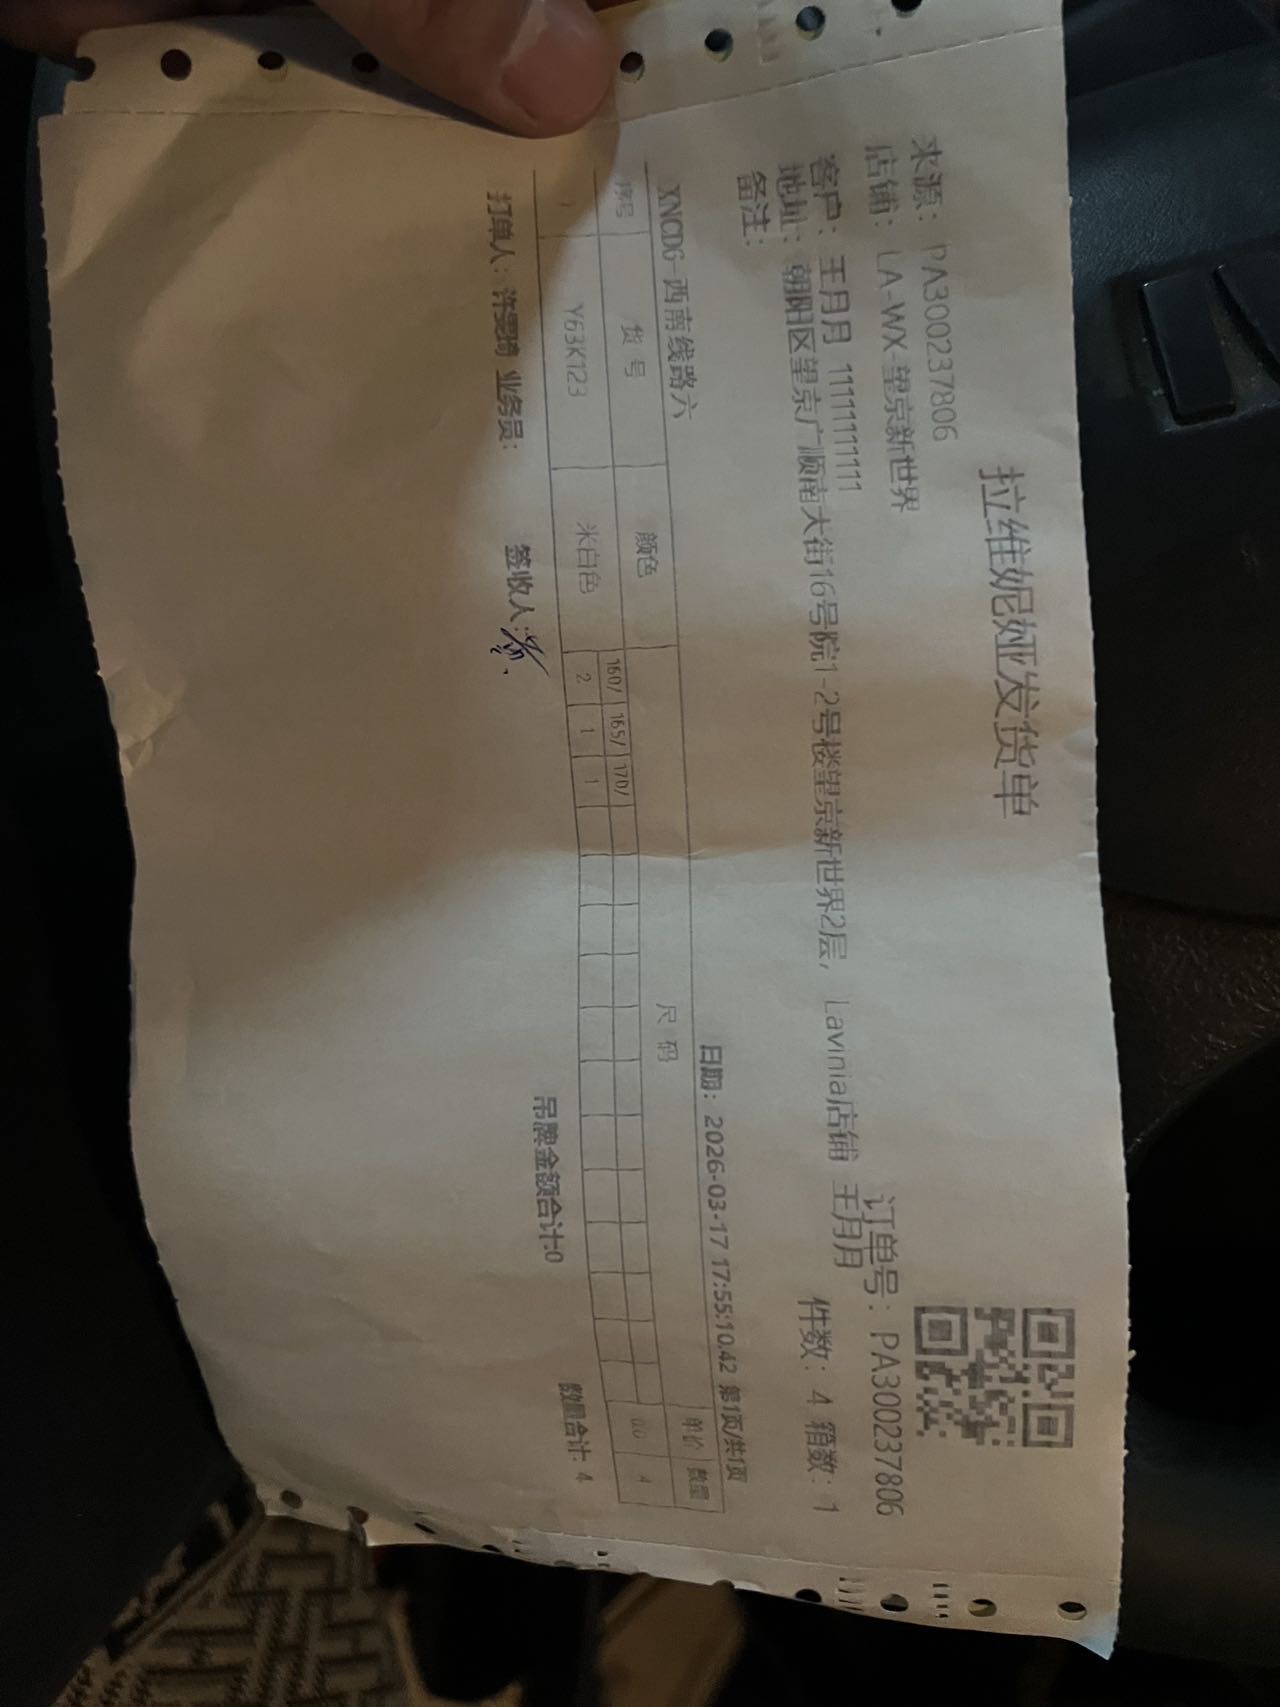 拉维妮娅发货单
来源：PA300237806
店铺：LA-WX-望京新世界
订单号：PA300237806
客户：王月月 11111111111
件数：4 箱数：1
地址：朝阳区望京广顺南大街16号院1-2号楼望京新世界2层，Lavinia店铺 王月月
备注：
XNCDG-西南线路六
日期：2026-03-17 17:55:10.42 第1页/共1页
序号 货号 颜色 尺码 单价 数量
160/ 165/ 170/
1 Y63K123 米白色 2 1 1 0.0 4
打单人：许 业务员： 签收人： 吊牌金额合计:0 数量合计：4